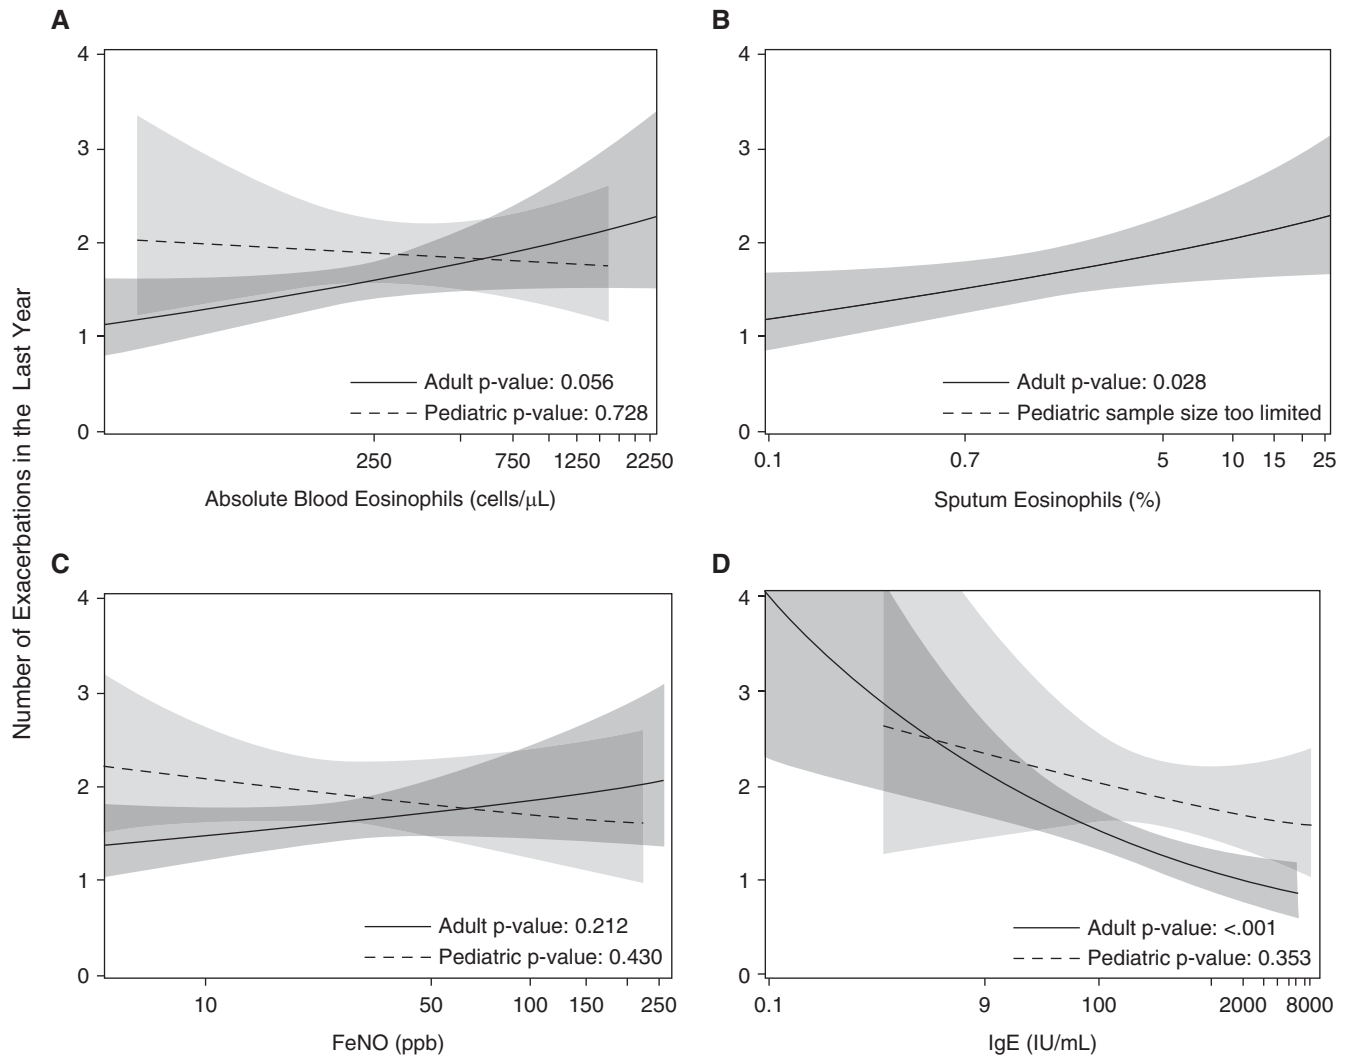 A
4
3
2
1
0
Adult p-value: 0.056
Pediatric p-value: 0.728
250 750 1250 2250
Absolute Blood Eosinophils (cells/μL)
B
4
3
2
1
0
Adult p-value: 0.028
Pediatric sample size too limited
0.1 0.7 5 10 15 25
Sputum Eosinophils (%)
Number of Exacerbations in the Last Year
C
4
3
2
1
0
Adult p-value: 0.212
Pediatric p-value: 0.430
10 50 100 150 250
FeNO (ppb)
D
4
3
2
1
0
Adult p-value: <.001
Pediatric p-value: 0.353
0.1 9 100 2000 8000
IgE (IU/mL)